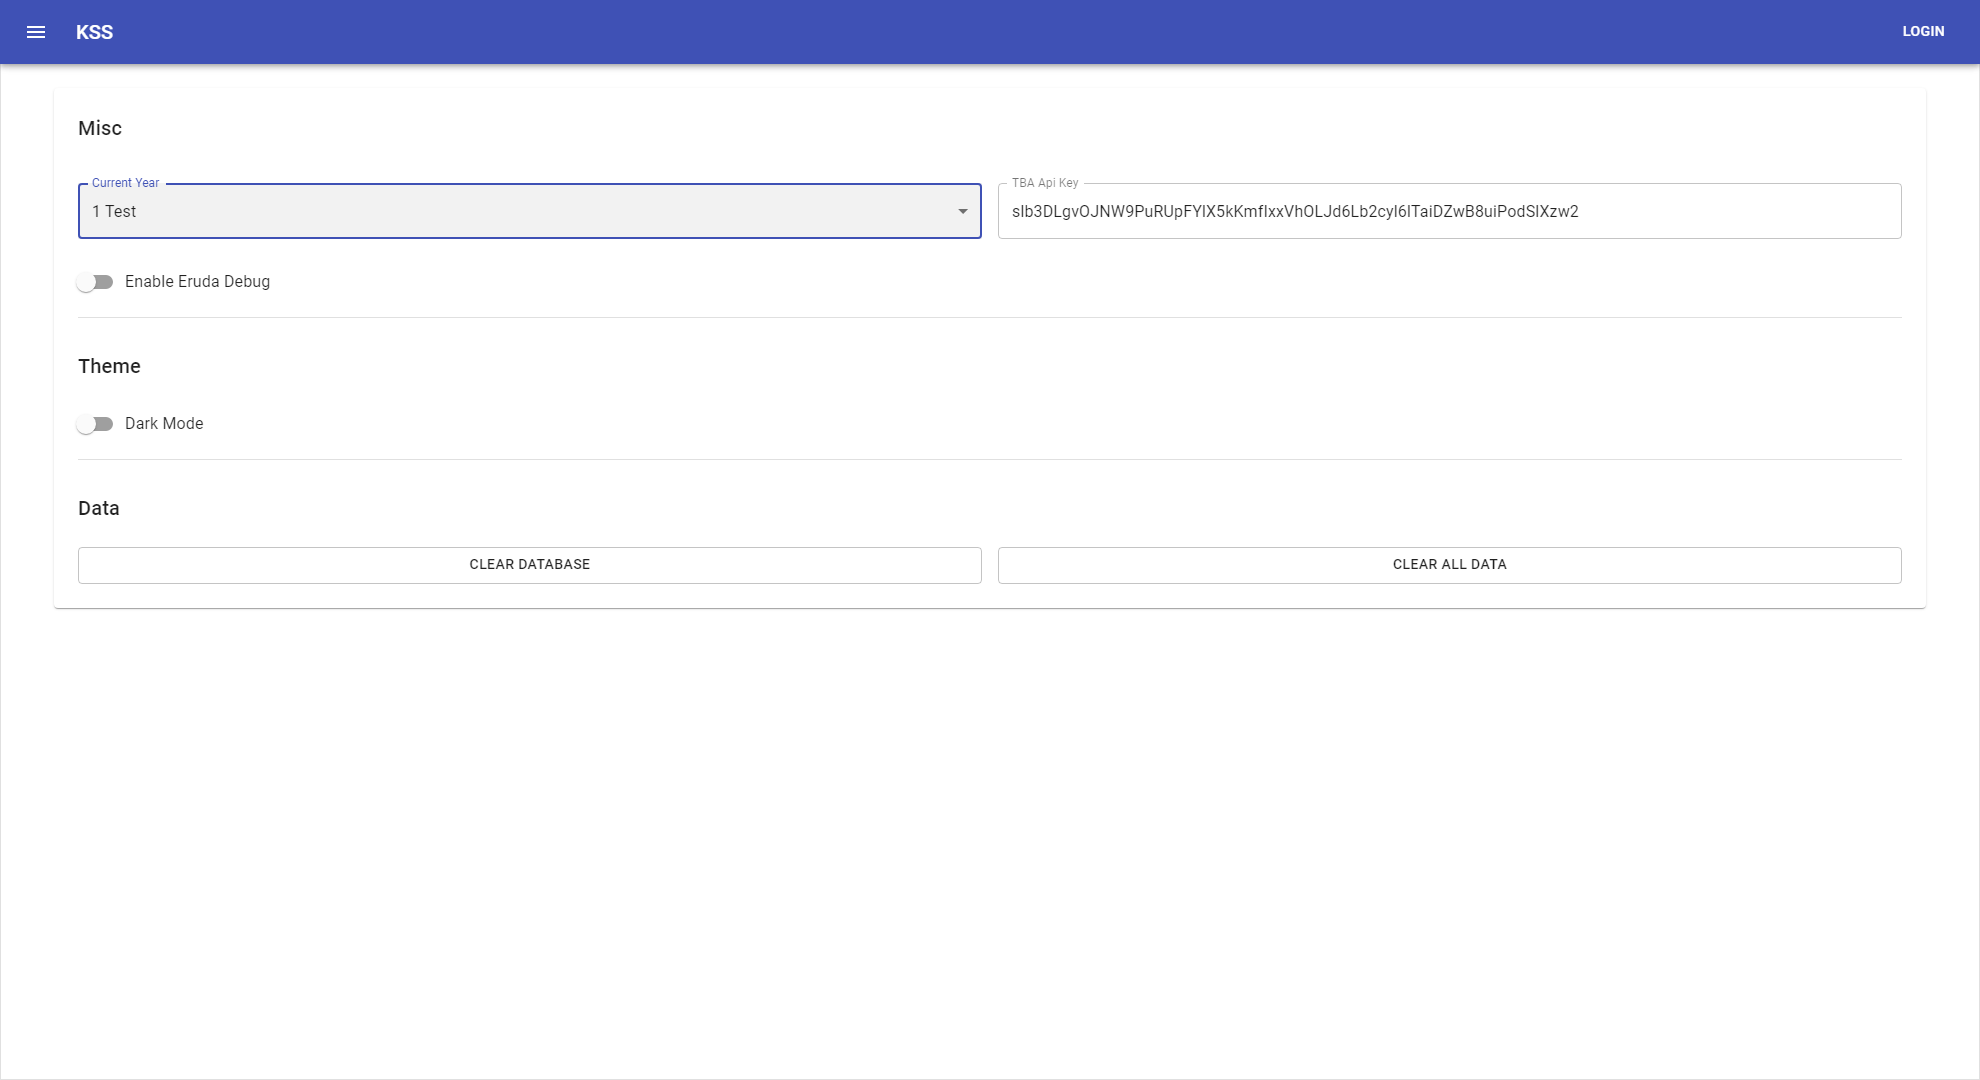 KSS
LOGIN
Misc
Current Year
1 Test
TBA Api Key
Enable Eruda Debug
Theme
Dark Mode
Data
CLEAR DATABASE
CLEAR ALL DATA